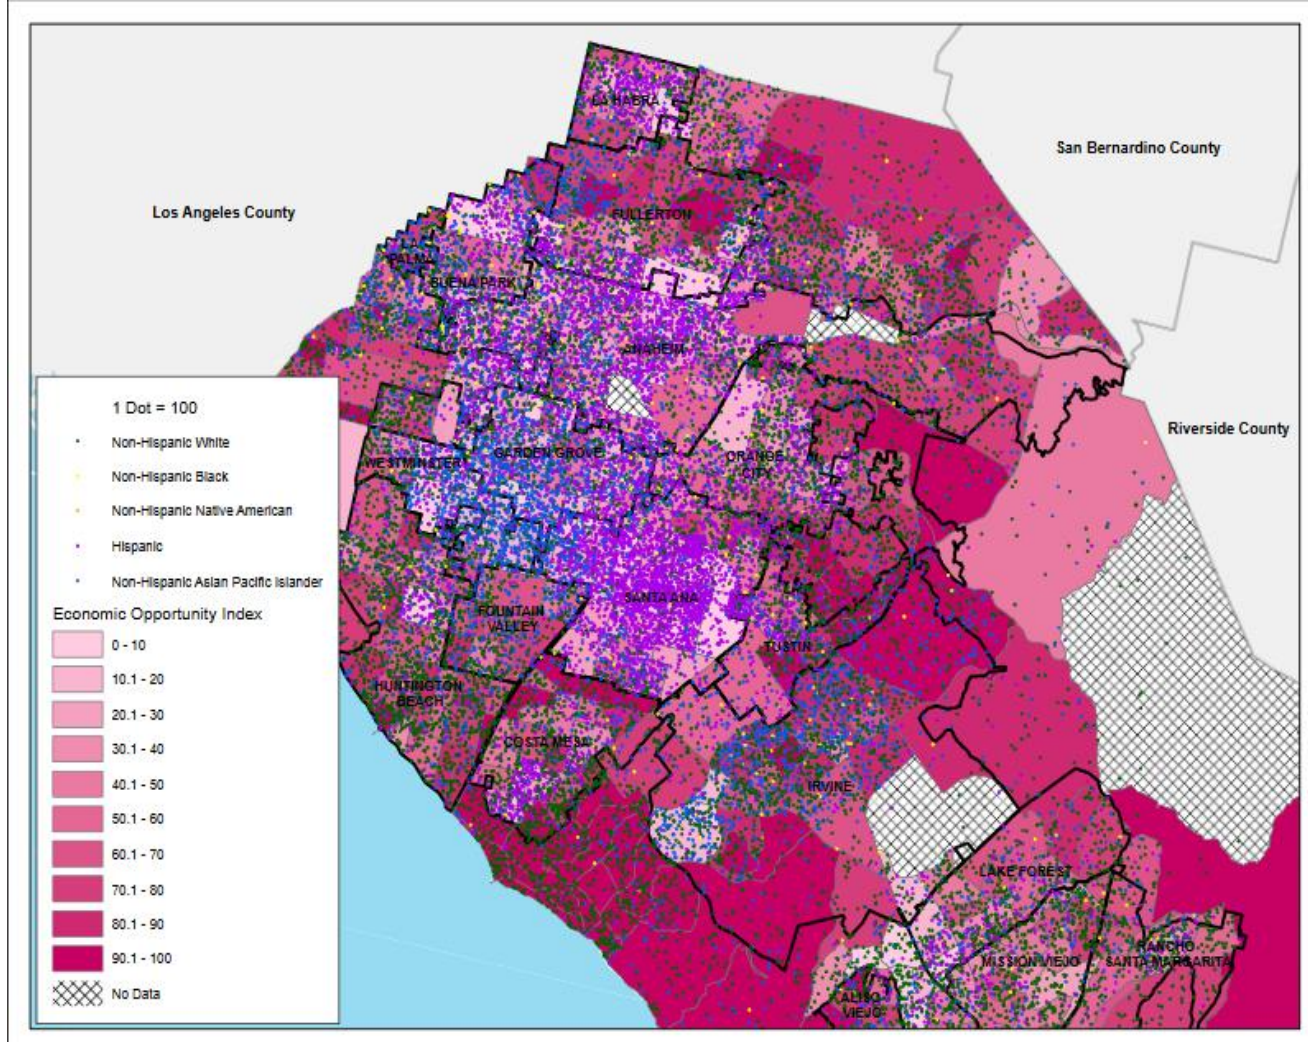 LA HABRA
San Bernardino County
Los Angeles County
FULLERTON
LA
PALMA
BUENA PARK
ANAHEIM
Riverside County
1 Dot = 100
Non-Hispanic White
Non-Hispanic Black
Non-Hispanic Native American
Hispanic
Non-Hispanic Asian Pacific Islander
Economic Opportunity Index
0 - 10
10.1 - 20
20.1 - 30
30.1 - 40
40.1 - 50
50.1 - 60
60.1 - 70
70.1 - 80
80.1 - 90
90.1 - 100
No Data
WESTMINSTER
GARDEN GROVE
ORANGE
CITY
SANTA ANA
FOUNTAIN
VALLEY
TUSTIN
HUNTINGTON
BEACH
COSTA MESA
IRVINE
LAKE FOREST
MISSION VIEJO
RANCHO
SANTA MARGARITA
ALISO
VIEJO